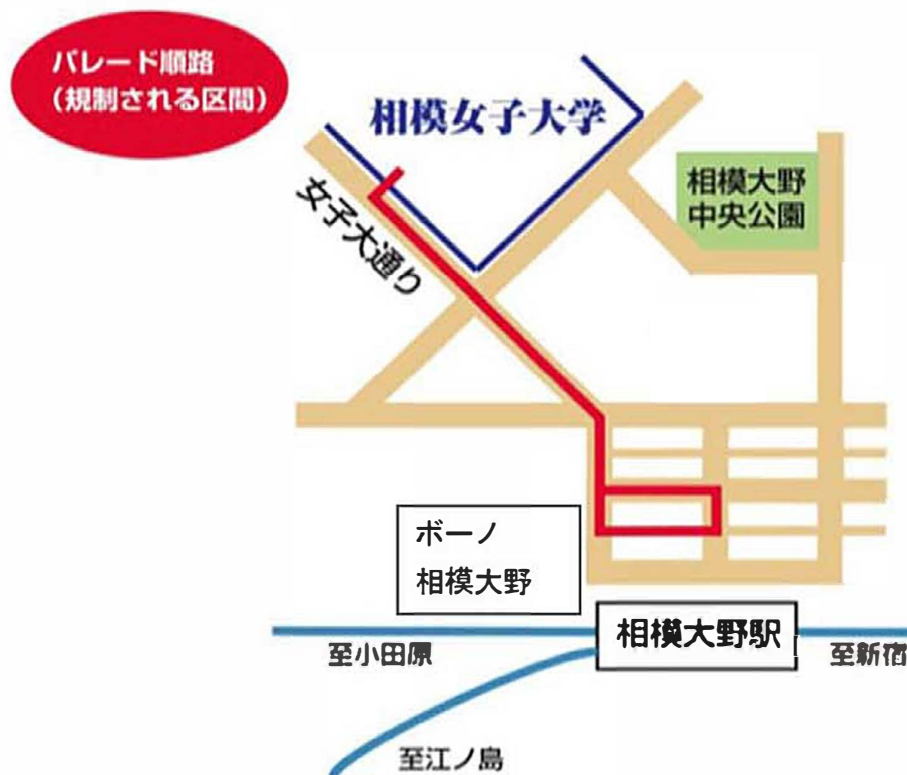 パレード順路
(規制される区間)
相模女子大学
相模大野
中央公園
女子大通り
ボーノ
相模大野
相模大野駅
至小田原
至新宿
至江ノ島